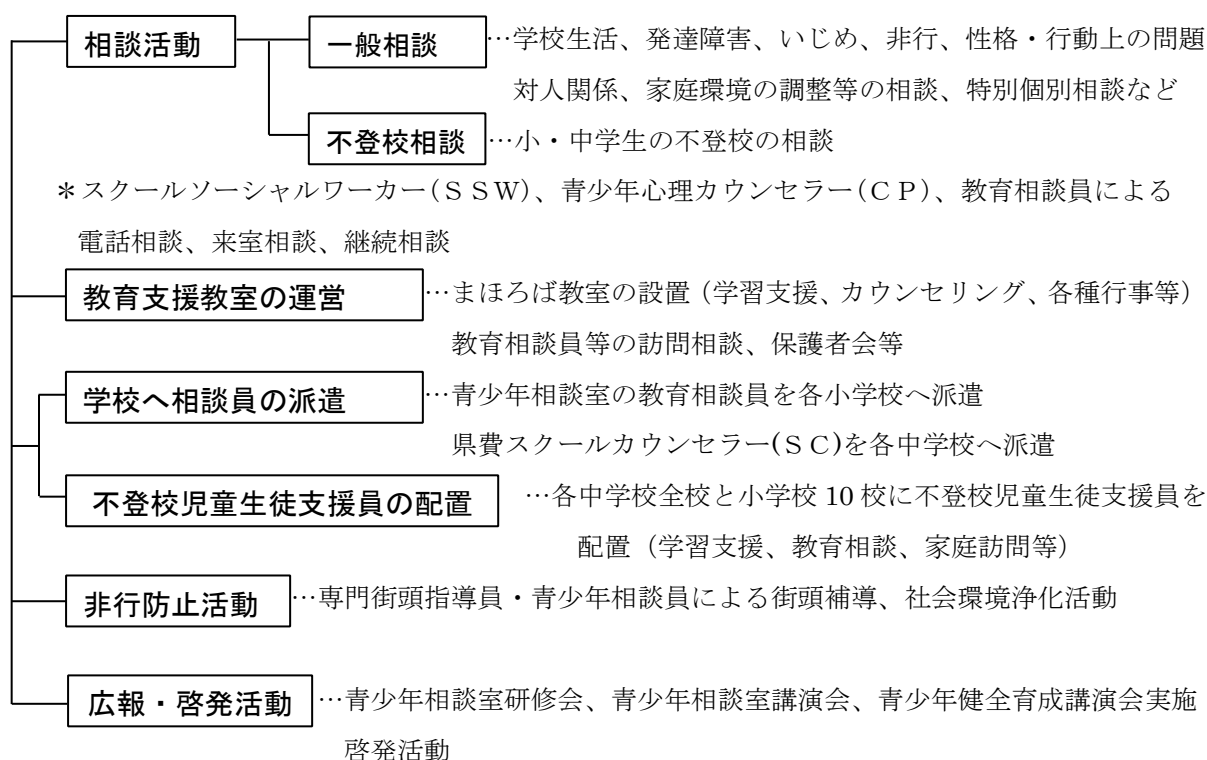 相談活動 一般相談 …学校生活、発達障害、いじめ、非行、性格・行動上の問題
対人関係、家庭環境の調整等の相談、特別個別相談など
不登校相談 …小・中学生の不登校の相談
＊スクールソーシャルワーカー(ＳＳＷ)、青少年心理カウンセラー(ＣＰ)、教育相談員による
電話相談、来室相談、継続相談
教育支援教室の運営 …まほろば教室の設置（学習支援、カウンセリング、各種行事等）
教育相談員等の訪問相談、保護者会等
学校へ相談員の派遣 …青少年相談室の教育相談員を各小学校へ派遣
県費スクールカウンセラー(ＳＣ)を各中学校へ派遣
不登校児童生徒支援員の配置 …各中学校全校と小学校 10 校に不登校児童生徒支援員を
配置（学習支援、教育相談、家庭訪問等）
非行防止活動 …専門街頭指導員・青少年相談員による街頭補導、社会環境浄化活動
広報・啓発活動 …青少年相談室研修会、青少年相談室講演会、青少年健全育成講演会実施
啓発活動